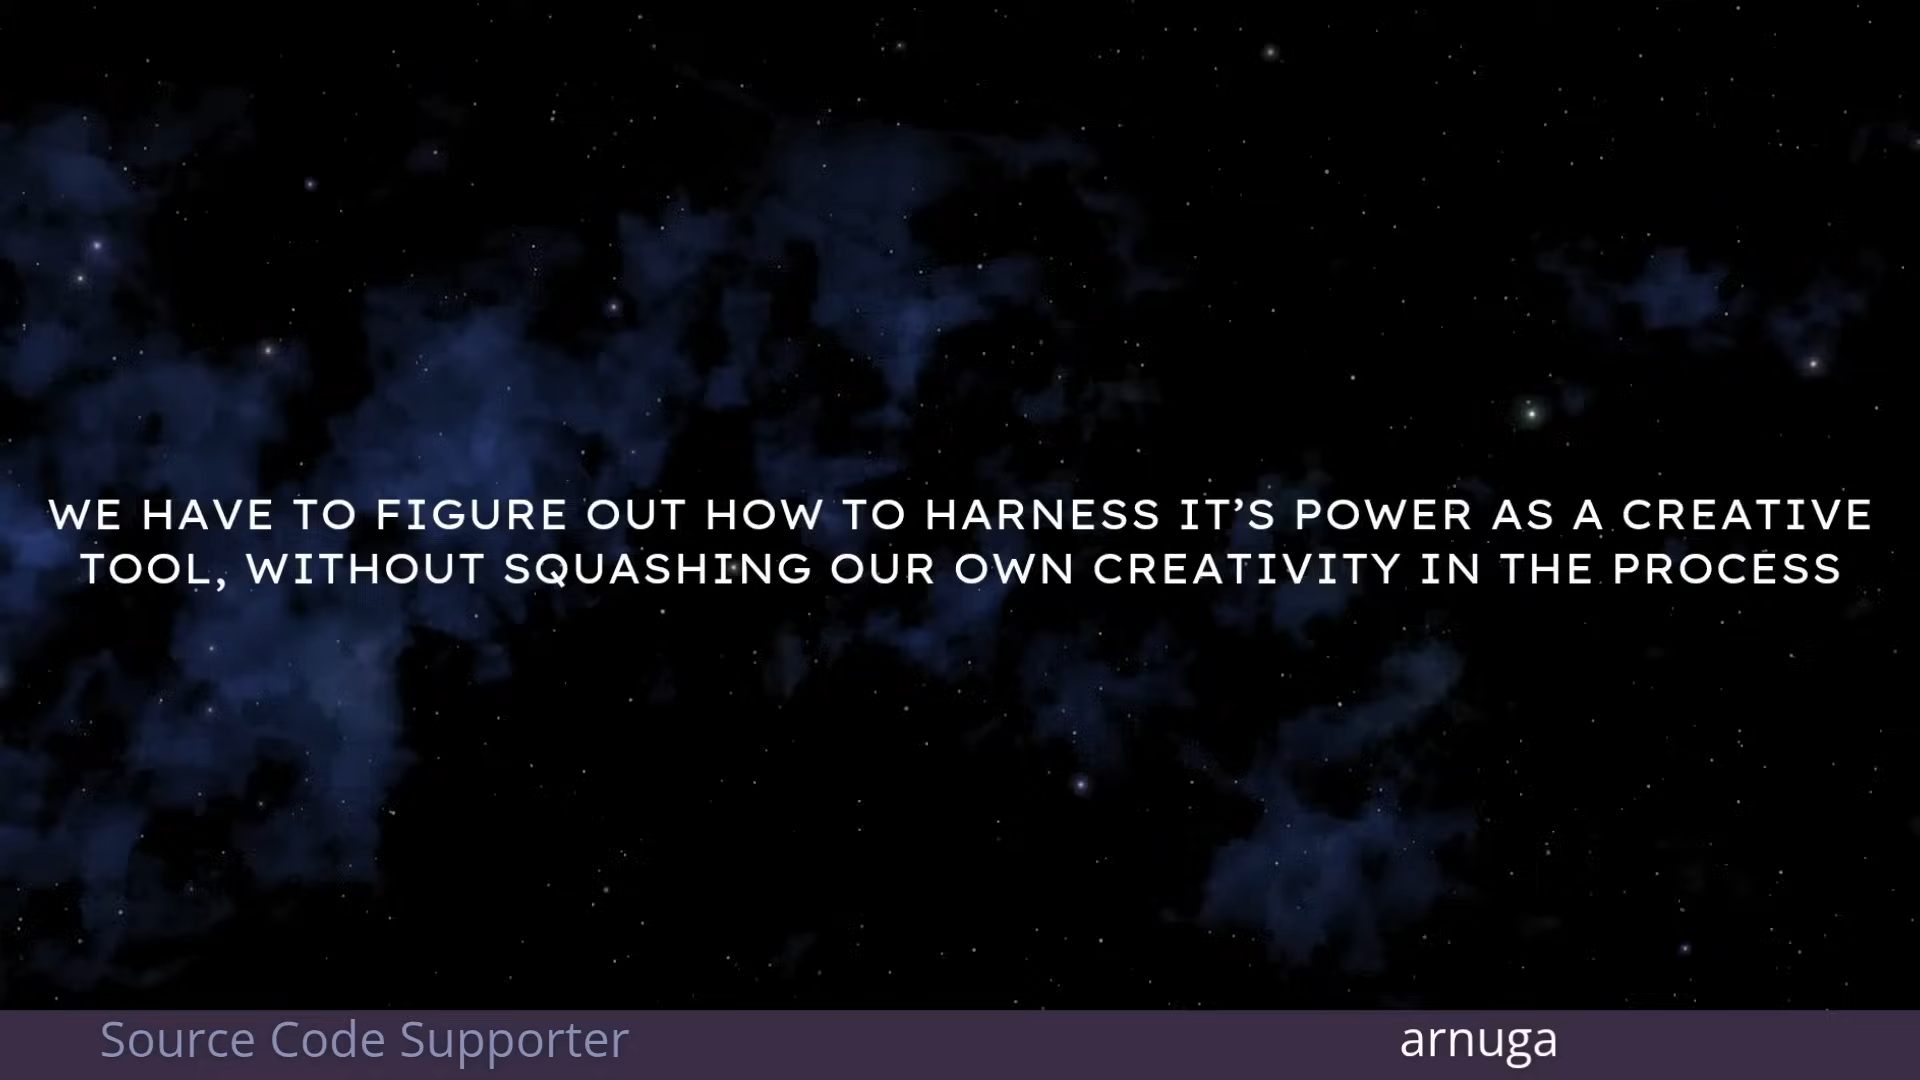 WE HAVE TO FIGURE OUT HOW TO HARNESS IT’S POWER AS A CREATIVE
TOOL, WITHOUT SQUASHING OUR OWN CREATIVITY IN THE PROCESS
Source Code Supporter
arnuga